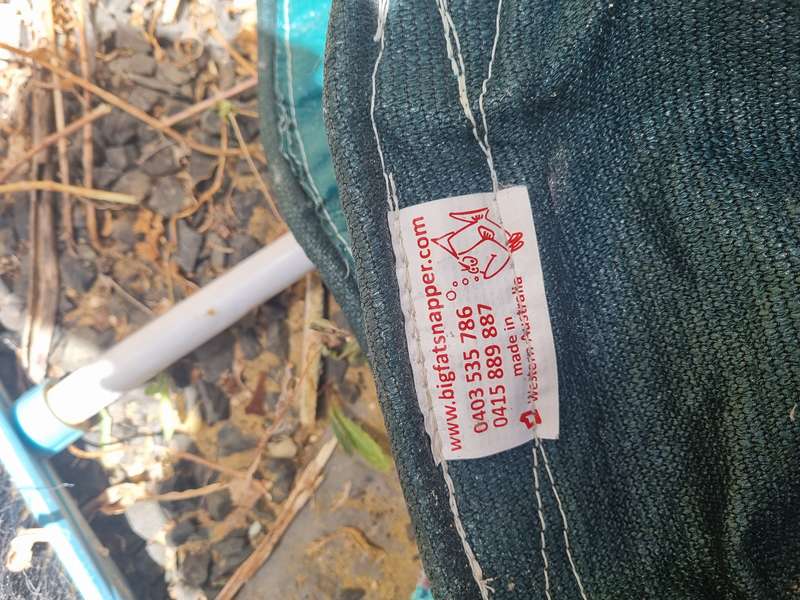 www.bigfatsnapper.com
0403 535 786
0415 889 887
made in
Western Australia